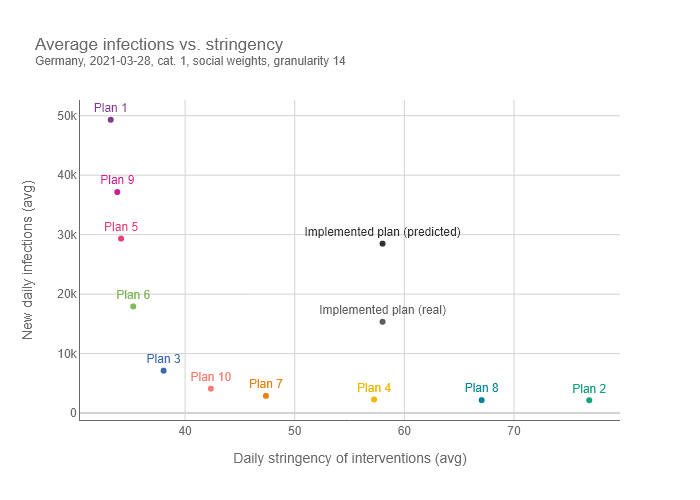 Average infections vs. stringency
Germany, 2021-03-28, cat. 1, social weights, granularity 14
50k
40k
30k
20k
10k
0
New daily infections (avg)
Plan 1
Plan 9
Plan 5
Implemented plan (predicted)
Plan 6
Implemented plan (real)
Plan 3
Plan 10
Plan 7
Plan 4
Plan 8
Plan 2
40
50
60
70
Daily stringency of interventions (avg)